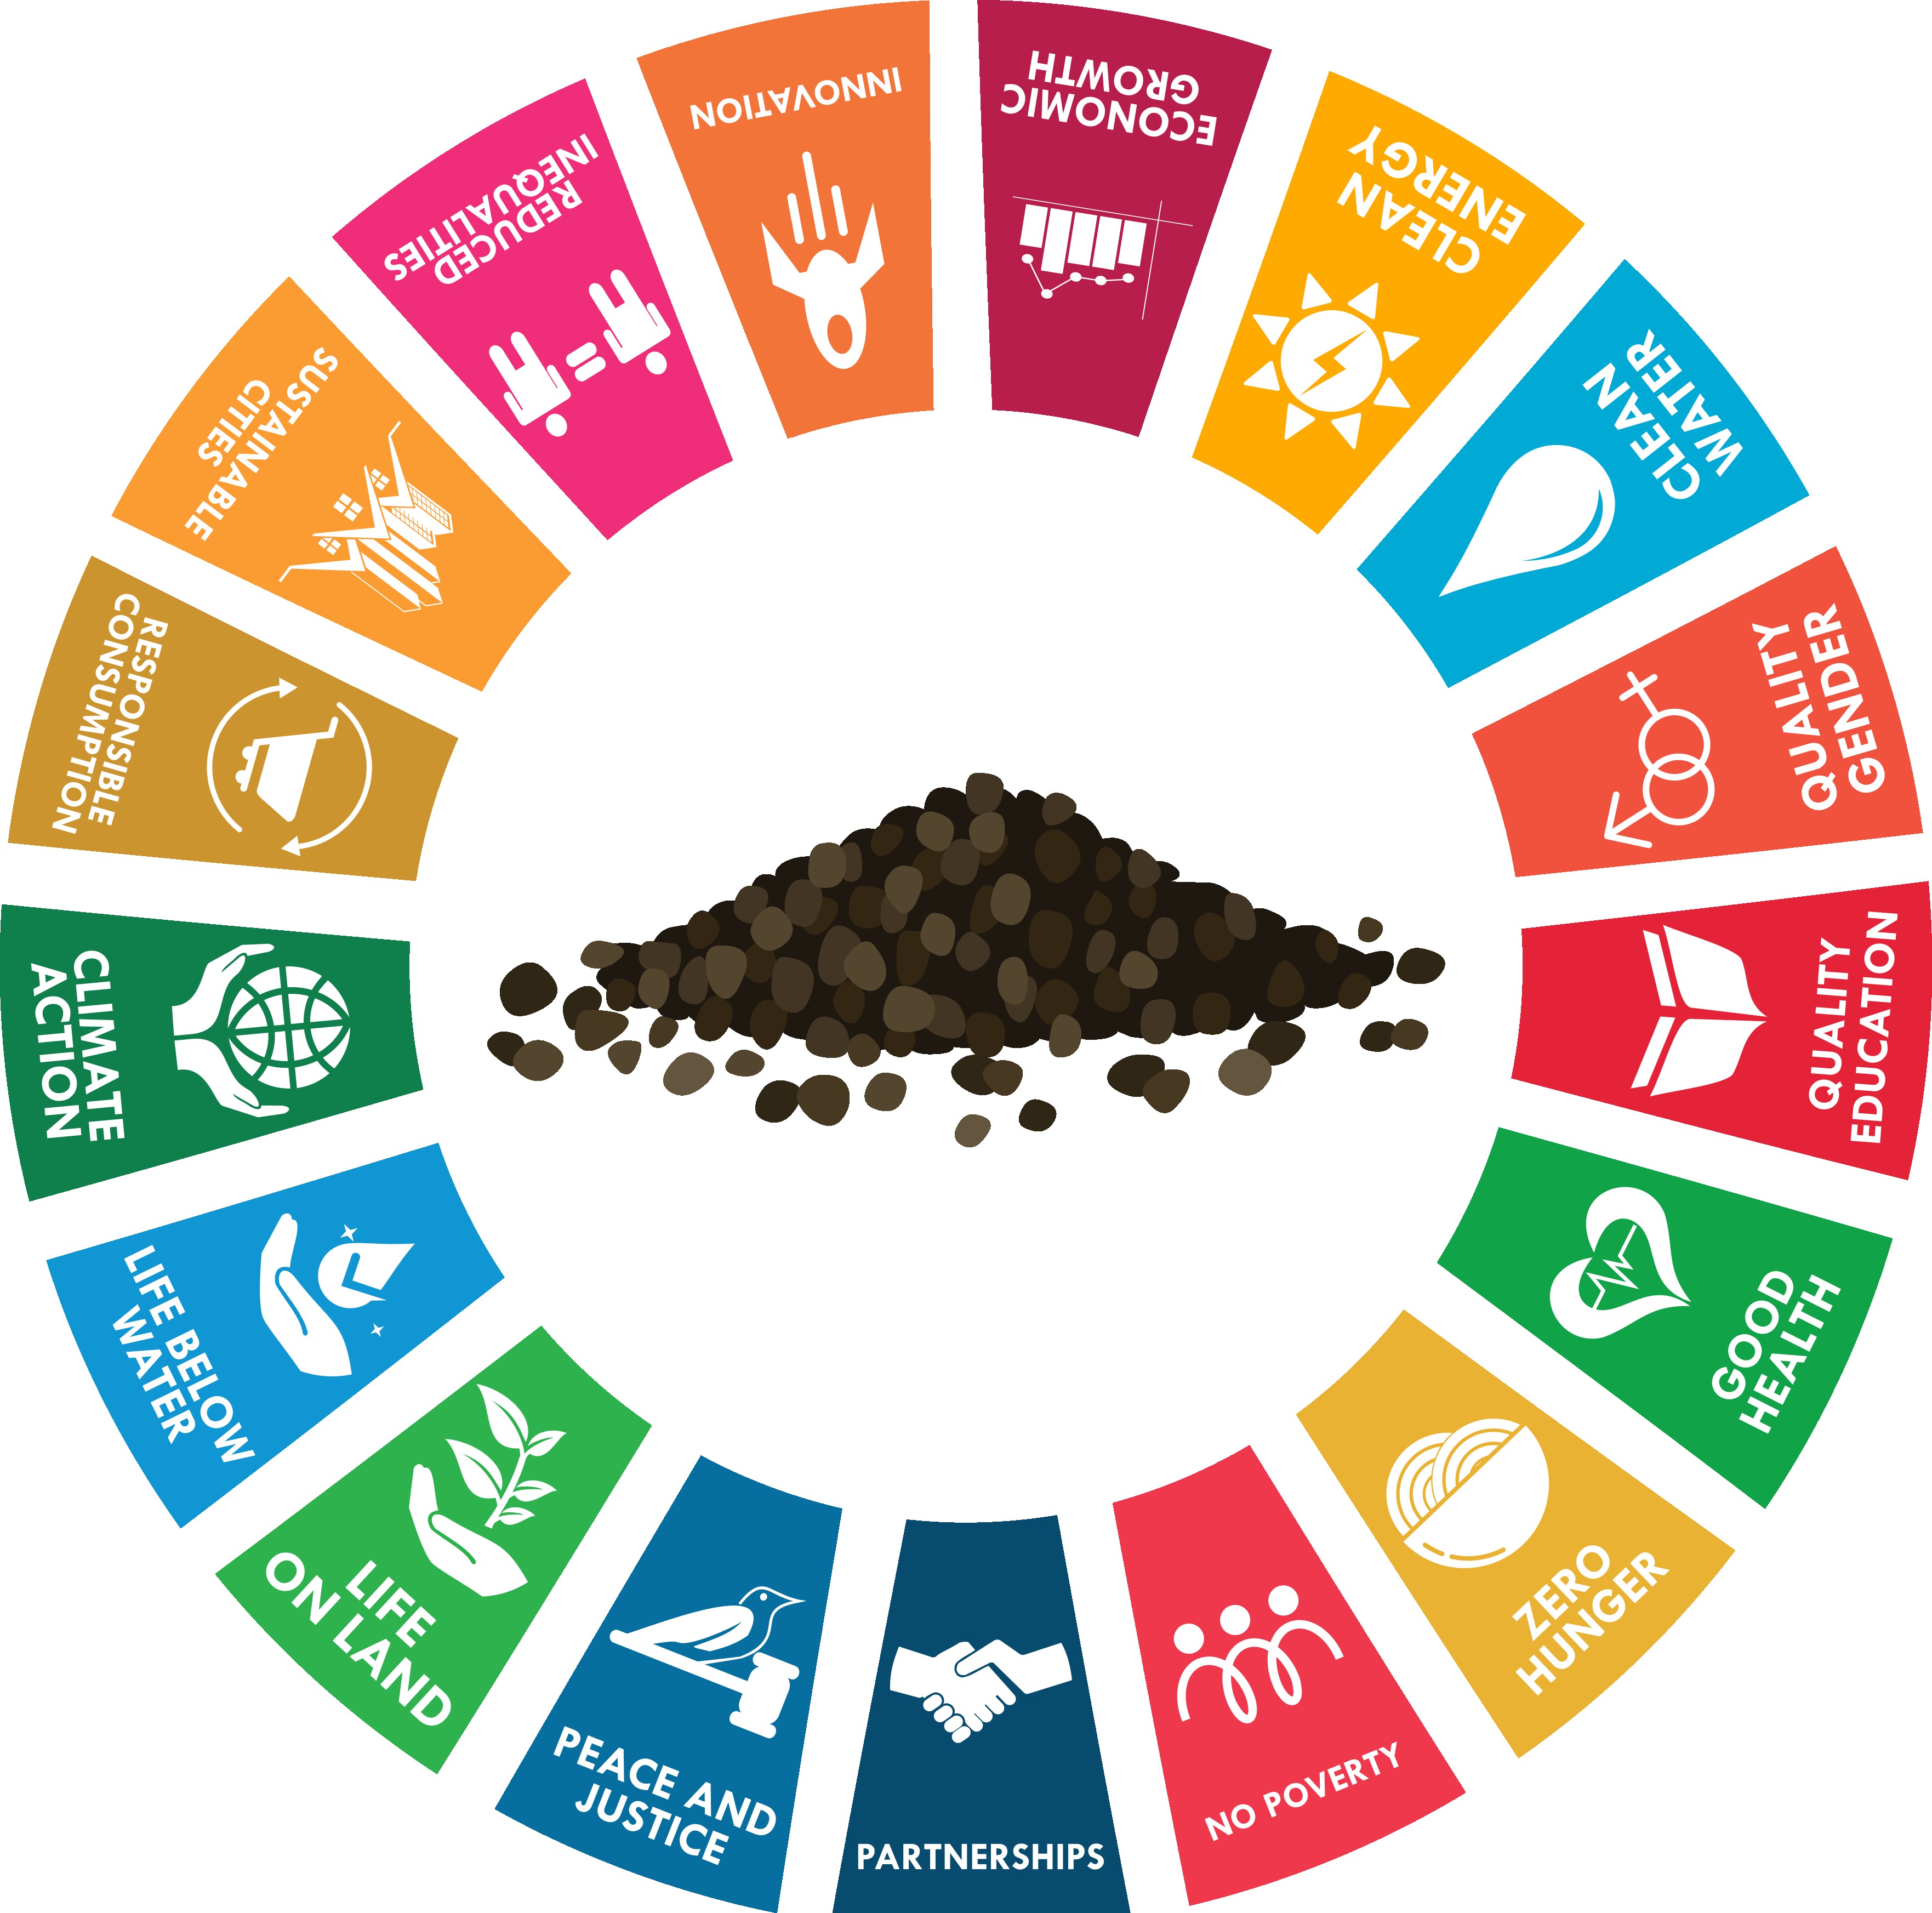 NO POVERTY
ZERO
HUNGER
GOOD
HEALTH
QUALITY
EDUCATION
QUALITY
GENDER
CLEAN
WATER
CLEAN
ENERGY
ECONOMIC
GROWTH
INNOVATION
REDUCED
INEQUALITIES
SUSTAINABLE
CITIES
RESPONSIBLE
CONSUMPTION
CLIMATE
ACTION
LIFE BELOW
WATER
LIFE
ON LAND
PEACE AND
JUSTICE
PARTNERSHIPS